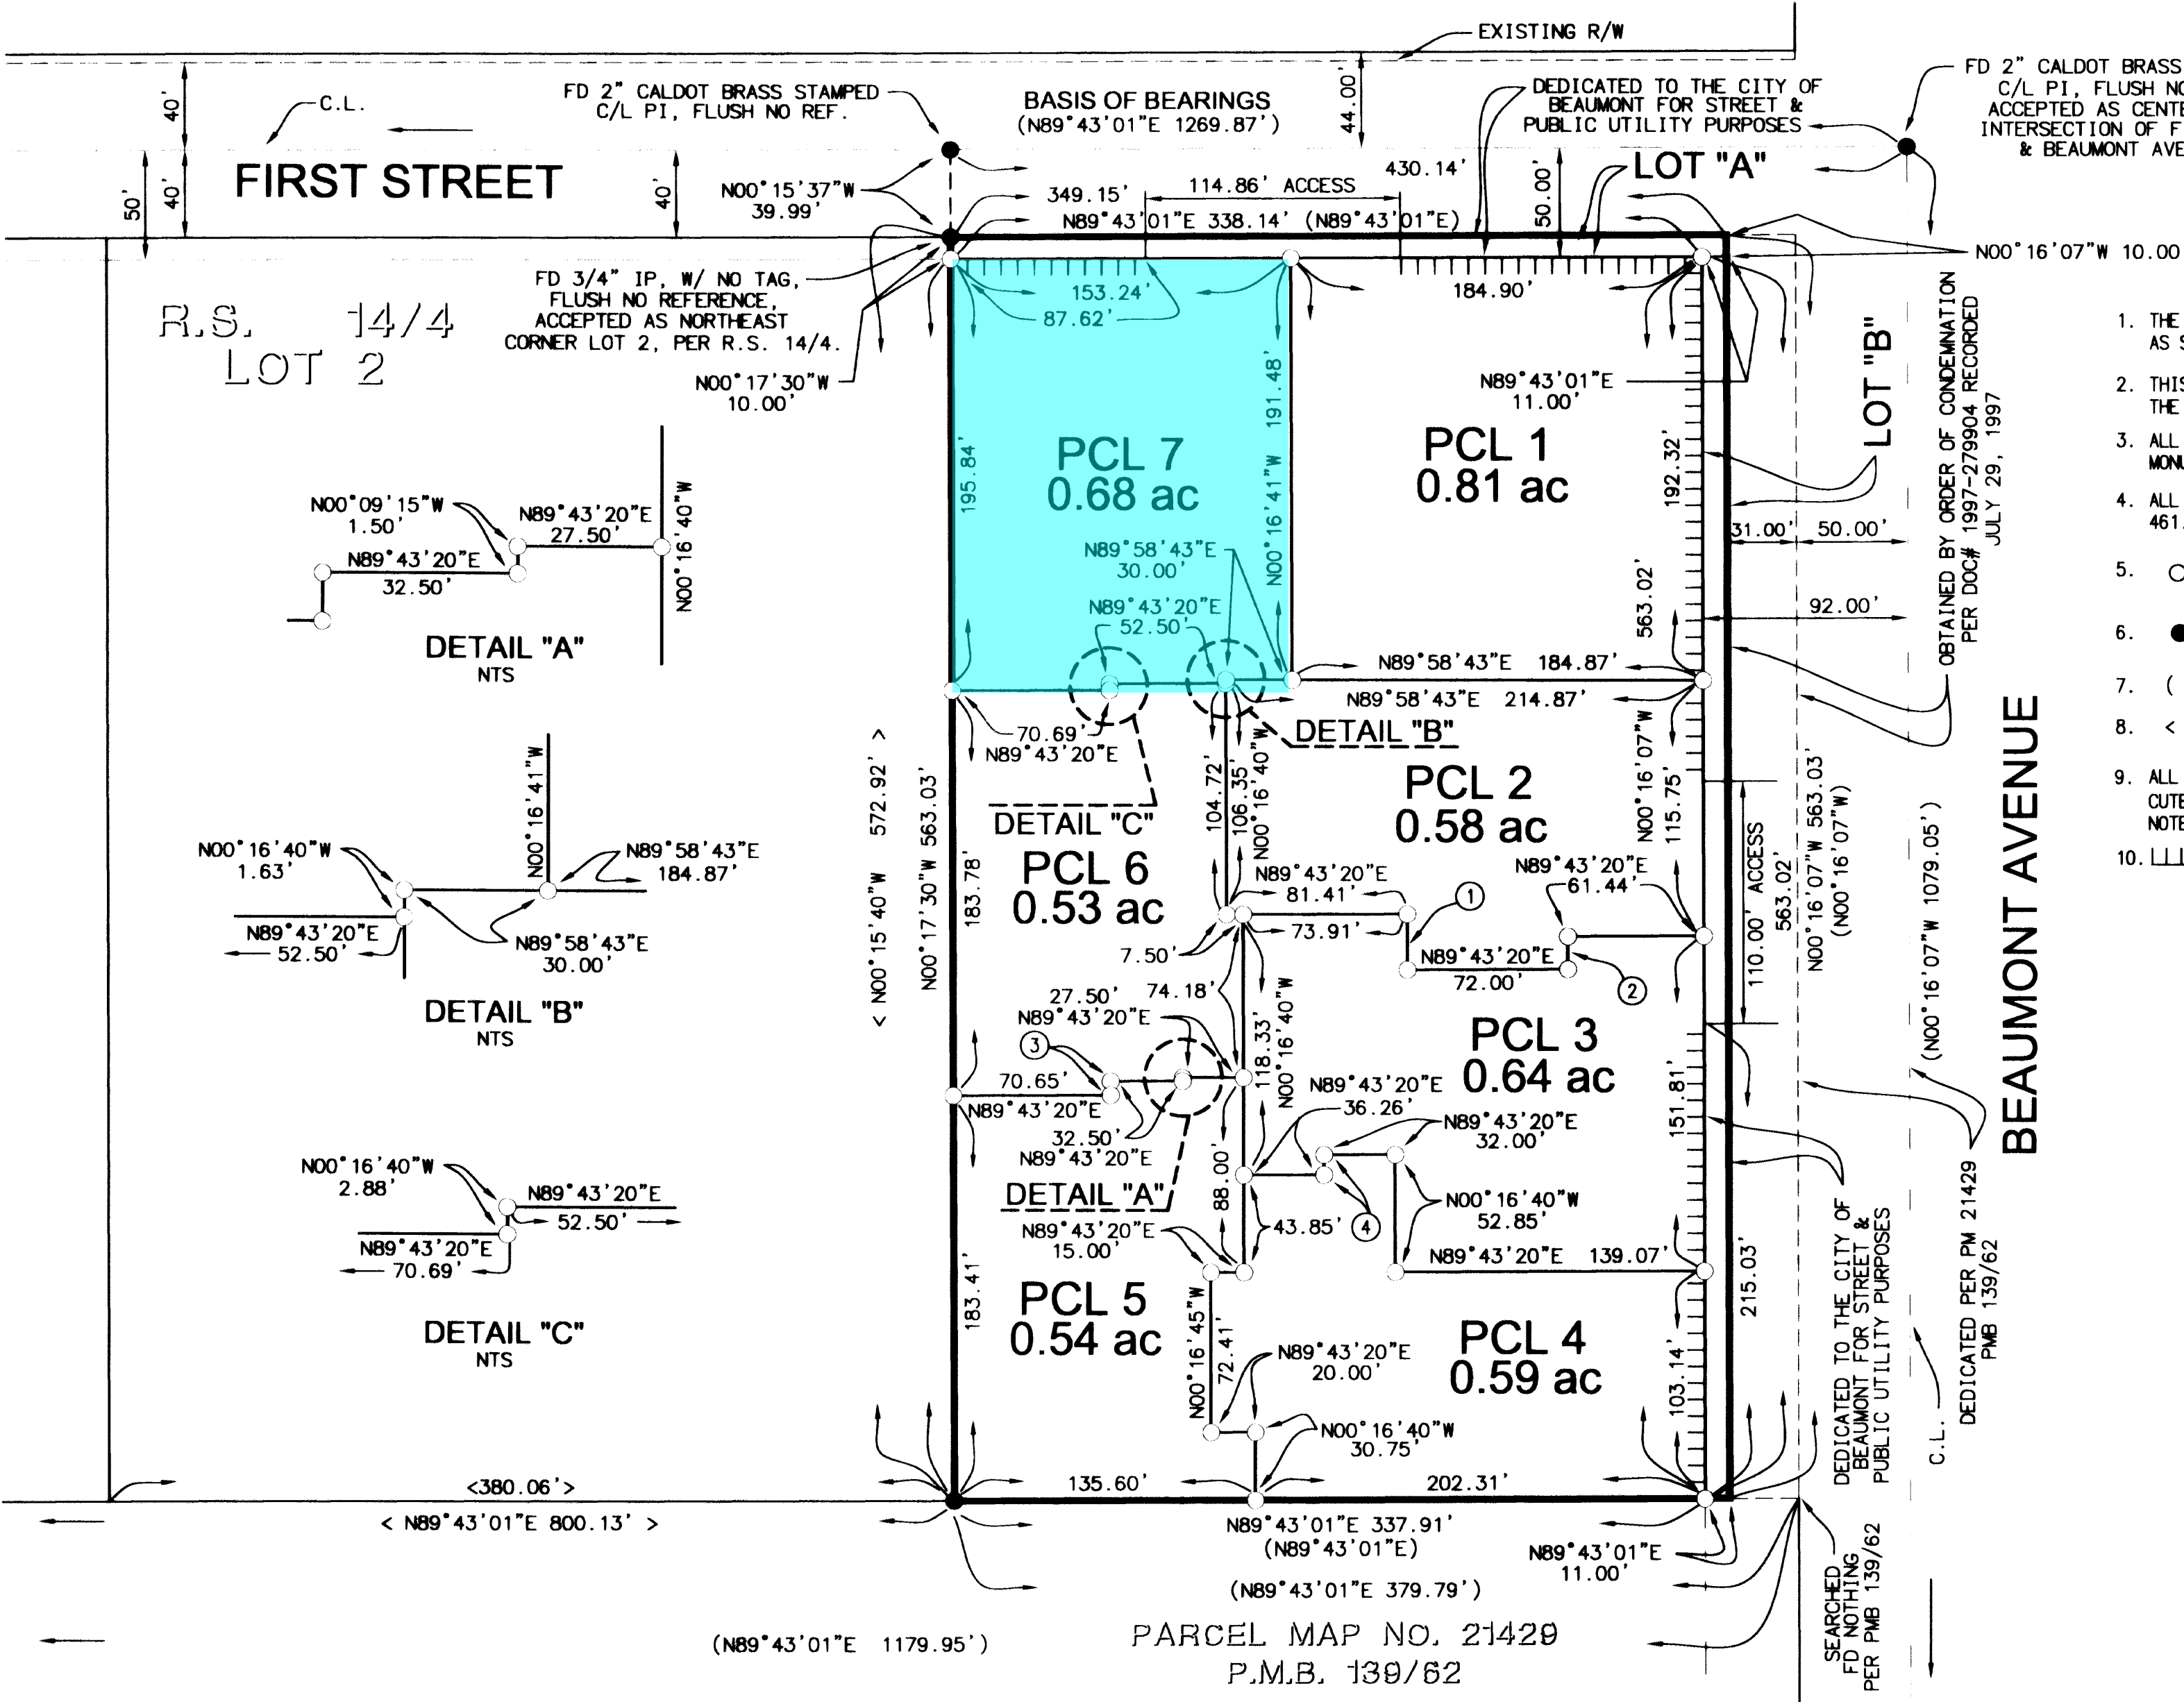 EXISTING R/W
FD 2" CALDOT BRASS STAMPED
C/L PI, FLUSH NO REF.
BASIS OF BEARINGS
(N89°43'01"E 1269.87')
44.00'
DEDICATED TO THE CITY OF
BEAUMONT FOR STREET &
PUBLIC UTILITY PURPOSES
FD 2" CALDOT BRASS
C/L PI, FLUSH NO
ACCEPTED AS CENTE
INTERSECTION OF F
& BEAUMONT AVE
40'
C.L.
FIRST STREET
50'
40'
40'
N00°15'37"W
39.99'
349.15'
114.86' ACCESS
430.14'
50.00'
LOT "A"
N89°43'01"E 338.14' (N89°43'01"E)
N00°16'07"W 10.00
R.S. 14/4
LOT 2
FD 3/4" IP, W/ NO TAG,
FLUSH NO REFERENCE,
ACCEPTED AS NORTHEAST
CORNER LOT 2, PER R.S. 14/4.
N00°17'30"W
10.00'
153.24'
87.62'
184.90'
N89°43'01"E
11.00'
LOT "B"
OBTAINED BY ORDER OF CONDEMNATION
PER DOC# 1997-279904 RECORDED
JULY 29, 1997
1. THE
AS S
2. THIS
THE
3. ALL
MONU
4. ALL
461.
5.
6.
7. (
8. <
9. ALL
CUTE
NOTE
10.
PCL 7
0.68 ac
195.84'
N00°16'41"W 191.48'
N89°58'43"E
30.00'
N89°43'20"E
52.50'
PCL 1
0.81 ac
192.32'
563.02'
31.00'
50.00'
92.00'
N00°09'15"W
1.50'
N89°43'20"E
27.50'
N89°43'20"E
32.50'
N00°16'40"W
DETAIL "A"
NTS
N89°58'43"E 184.87'
N89°58'43"E 214.87'
70.69'
N89°43'20"E
DETAIL "B"
DETAIL "C"
104.72'
106.35'
N00°16'40"W
PCL 2
0.58 ac
N00°16'07"W
115.75'
110.00' ACCESS
563.02'
N00°16'07"W 563.03'
(N00°16'07"W)
(N00°16'07"W 1079.05')
BEAUMONT AVENUE
< N00°15'40"W 572.92' >
N00°17'30"W 563.03'
183.78'
PCL 6
0.53 ac
N00°16'41"W
N00°16'40"W
1.63'
N89°58'43"E
184.87'
N89°43'20"E
52.50'
N89°58'43"E
30.00'
DETAIL "B"
NTS
N89°43'20"E
81.41'
73.91'
7.50'
1
N89°43'20"E
61.44'
N89°43'20"E
72.00'
2
27.50'
74.18'
N89°43'20"E
3
118.33'
N00°16'40"W
PCL 3
0.64 ac
70.65'
N89°43'20"E
32.50'
N89°43'20"E
DETAIL "A"
N89°43'20"E
36.26'
N89°43'20"E
32.00'
151.81'
88.00'
43.85'
4
N00°16'40"W
52.85'
N89°43'20"E
15.00'
N89°43'20"E 139.07'
N00°16'40"W
2.88'
N89°43'20"E
52.50'
N89°43'20"E
70.69'
DETAIL "C"
NTS
183.41'
PCL 5
0.54 ac
N00°16'45"W
72.41'
N89°43'20"E
20.00'
PCL 4
0.59 ac
103.14'
215.03'
DEDICATED TO THE CITY OF
BEAUMONT FOR STREET &
PUBLIC UTILITY PURPOSES
C.L.
DEDICATED PER PM 21429
PMB 139/62
N00°16'40"W
30.75'
<380.06'>
< N89°43'01"E 800.13' >
135.60'
202.31'
N89°43'01"E 337.91'
(N89°43'01"E)
N89°43'01"E
11.00'
(N89°43'01"E 379.79')
SEARCHED
FD NOTHING
PER PMB 139/62
(N89°43'01"E 1179.95')
PARCEL MAP NO. 21429
P.M.B. 139/62